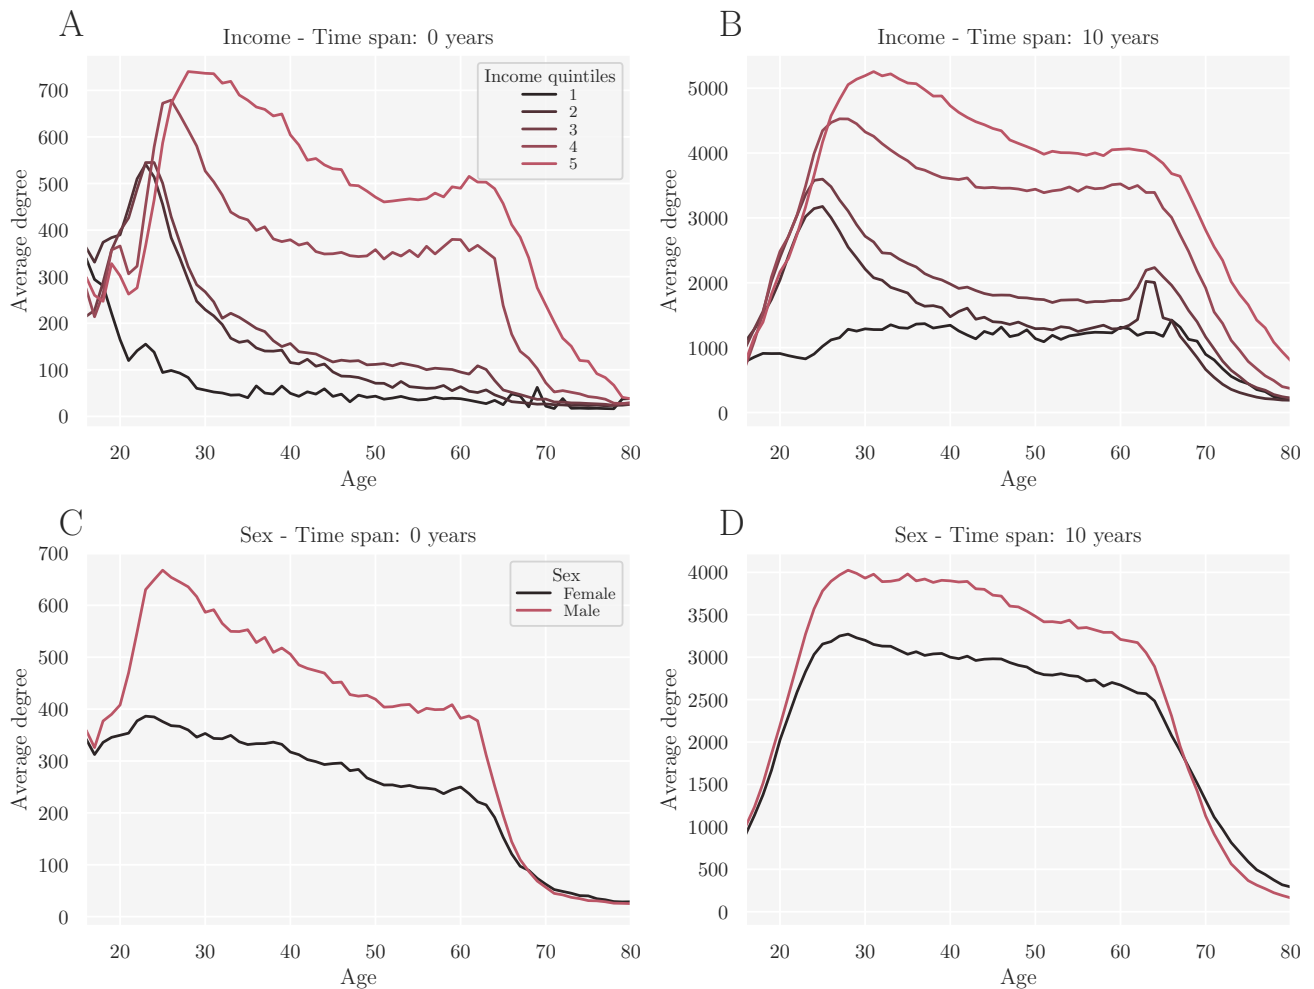 A
Income - Time span: 0 years
Average degree
700
600
500
400
300
200
100
0
Income quintiles
1
2
3
4
5
20 30 40 50 60 70 80
Age
B
Income - Time span: 10 years
Average degree
5000
4000
3000
2000
1000
0
20 30 40 50 60 70 80
Age
C
Sex - Time span: 0 years
Average degree
700
600
500
400
300
200
100
0
Sex
Female
Male
20 30 40 50 60 70 80
Age
D
Sex - Time span: 10 years
Average degree
4000
3500
3000
2500
2000
1500
1000
500
0
20 30 40 50 60 70 80
Age